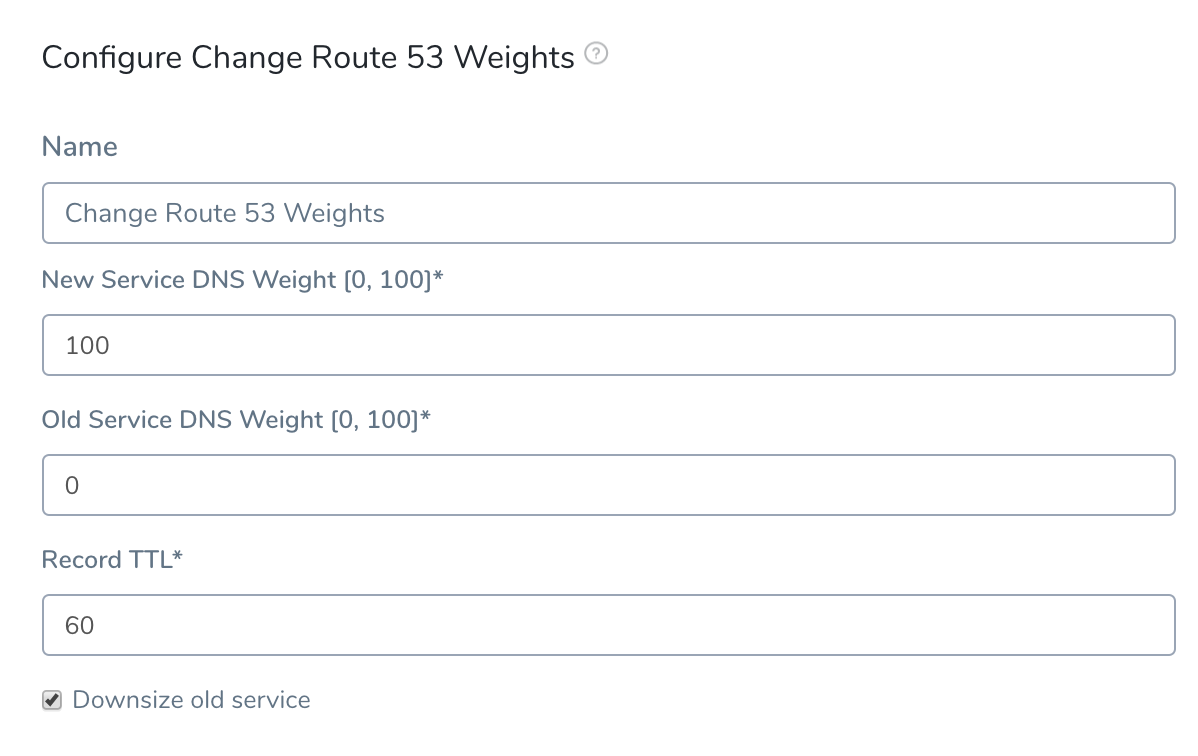 Configure Change Route 53 Weights ?
Name
Change Route 53 Weights
New Service DNS Weight [0, 100]*
100
Old Service DNS Weight [0, 100]*
0
Record TTL*
60
Downsize old service